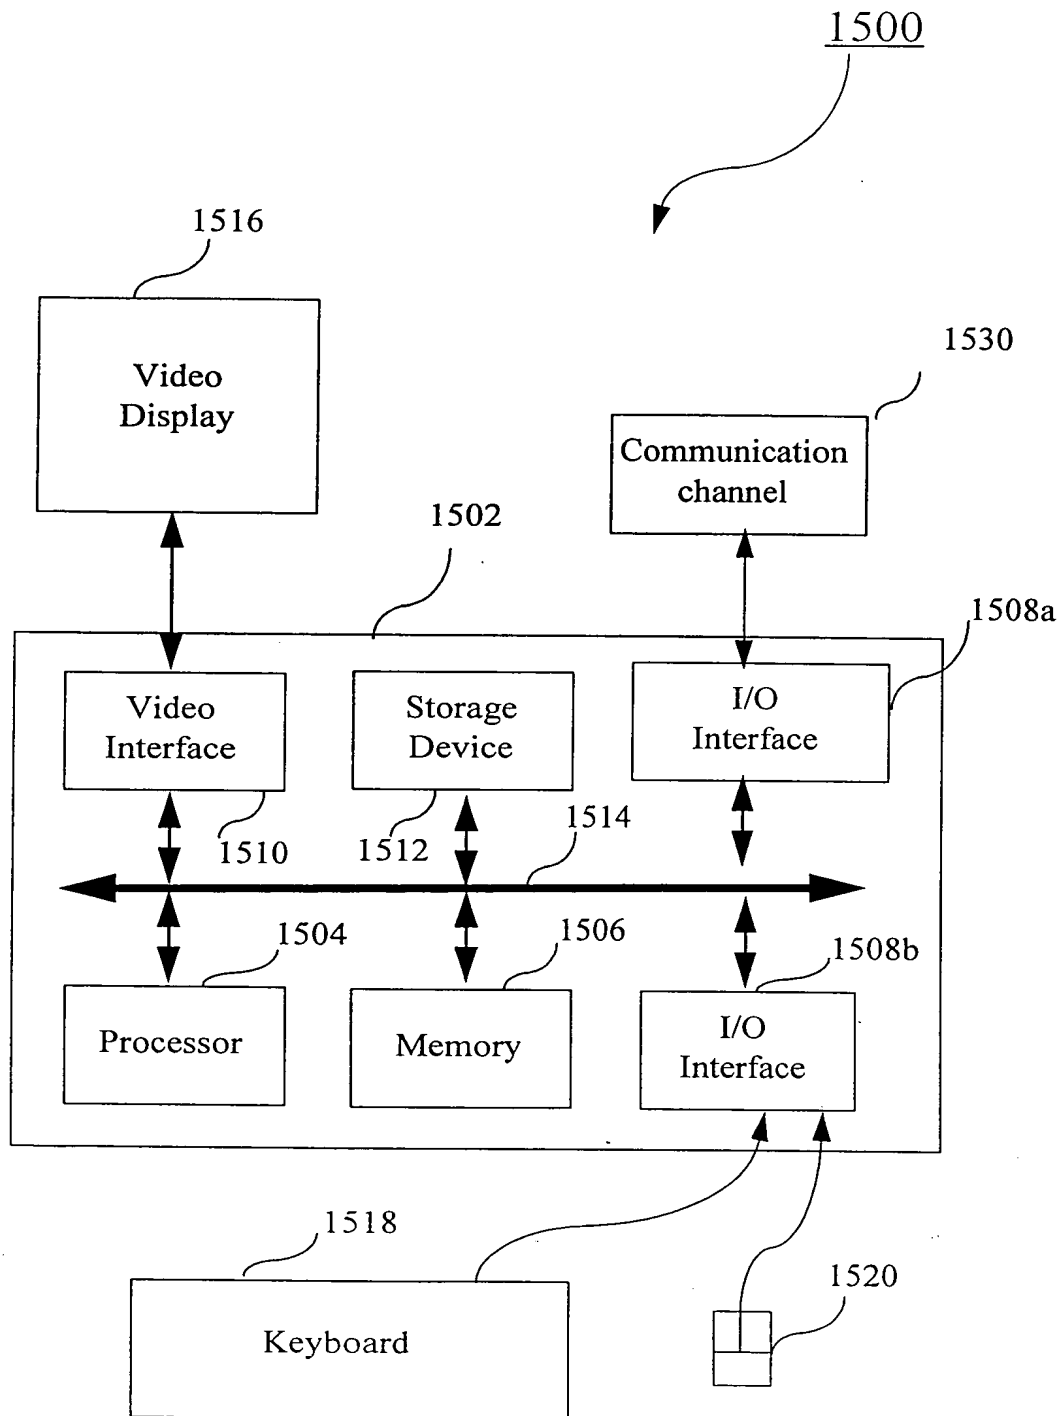 1500
1516
Video
Display
1530
Communication
channel
1502
1508a
Video
Interface
Storage
Device
I/O
Interface
1510
1512
1514
1504
1506
1508b
Processor
Memory
I/O
Interface
1518
Keyboard
1520